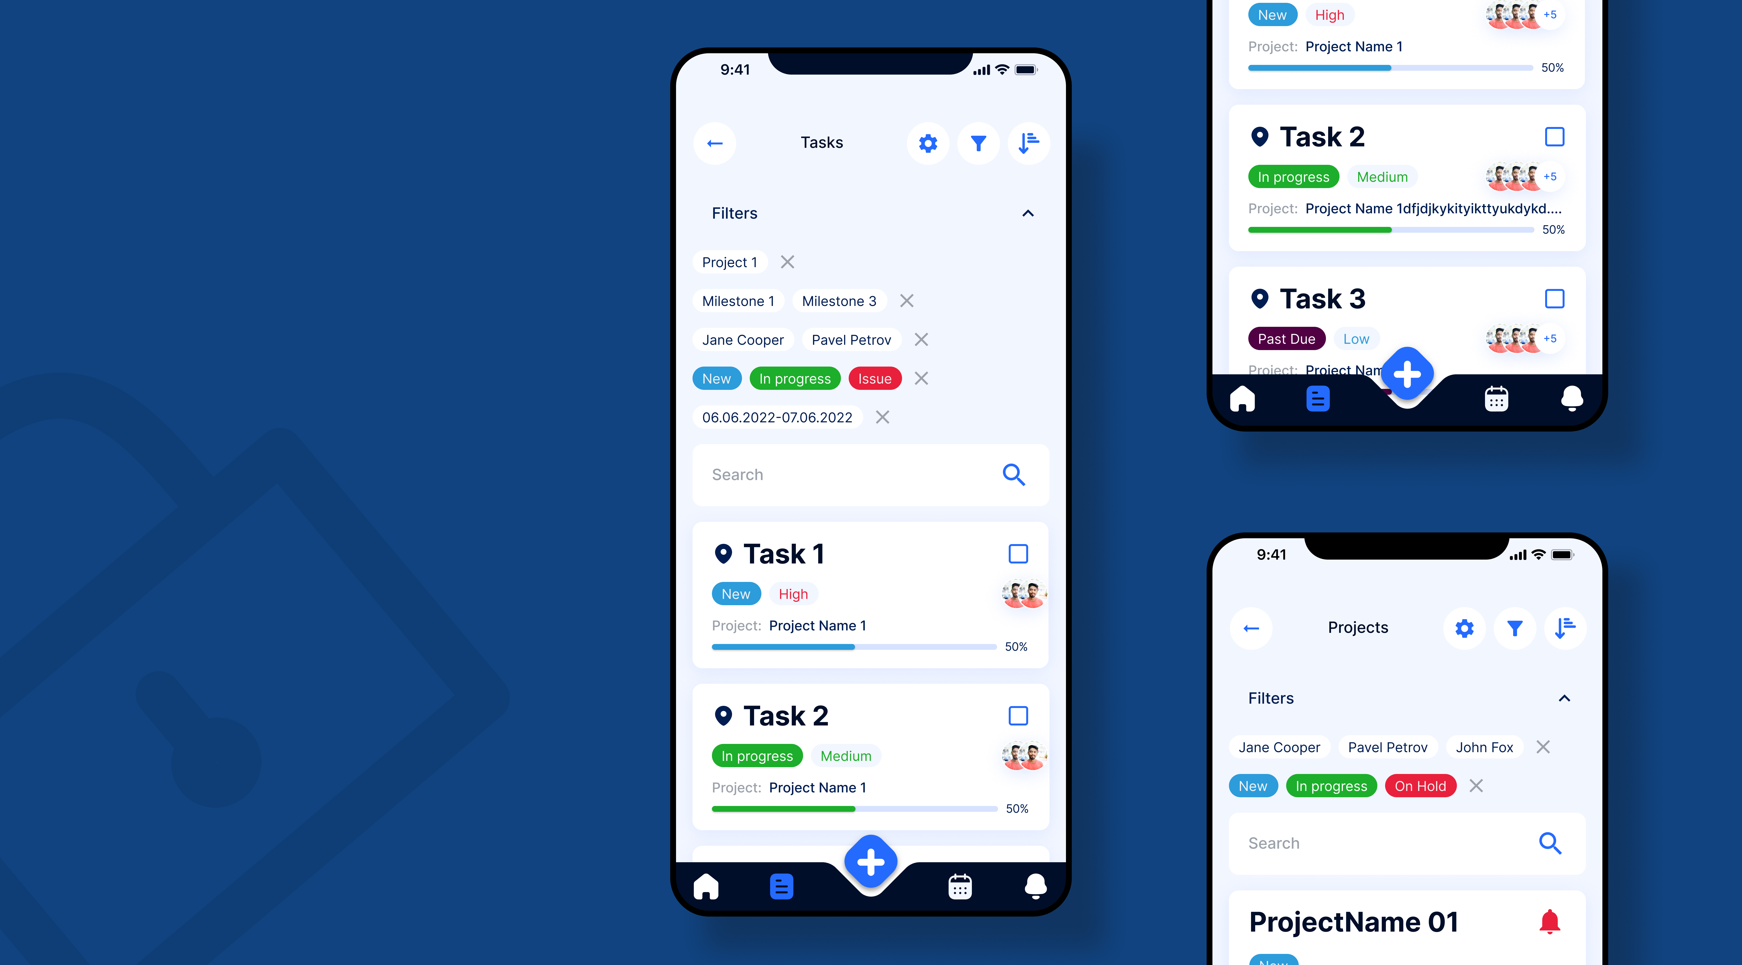 9:41
Tasks
Filters
Project 1
Milestone 1 Milestone 3
Jane Cooper Pavel Petrov
New In progress Issue
06.06.2022-07.06.2022
Search
Task 1
New High
Project: Project Name 1
50%
Task 2
In progress Medium
Project: Project Name 1
50%
New High +5
Project: Project Name 1
50%
Task 2
In progress Medium +5
Project: Project Name 1dfjdjkykityikttyukdykd....
50%
Task 3
Past Due Low +5
Project: Project Nam
9:41
Projects
Filters
Jane Cooper Pavel Petrov John Fox
New In progress On Hold
Search
ProjectName 01
New